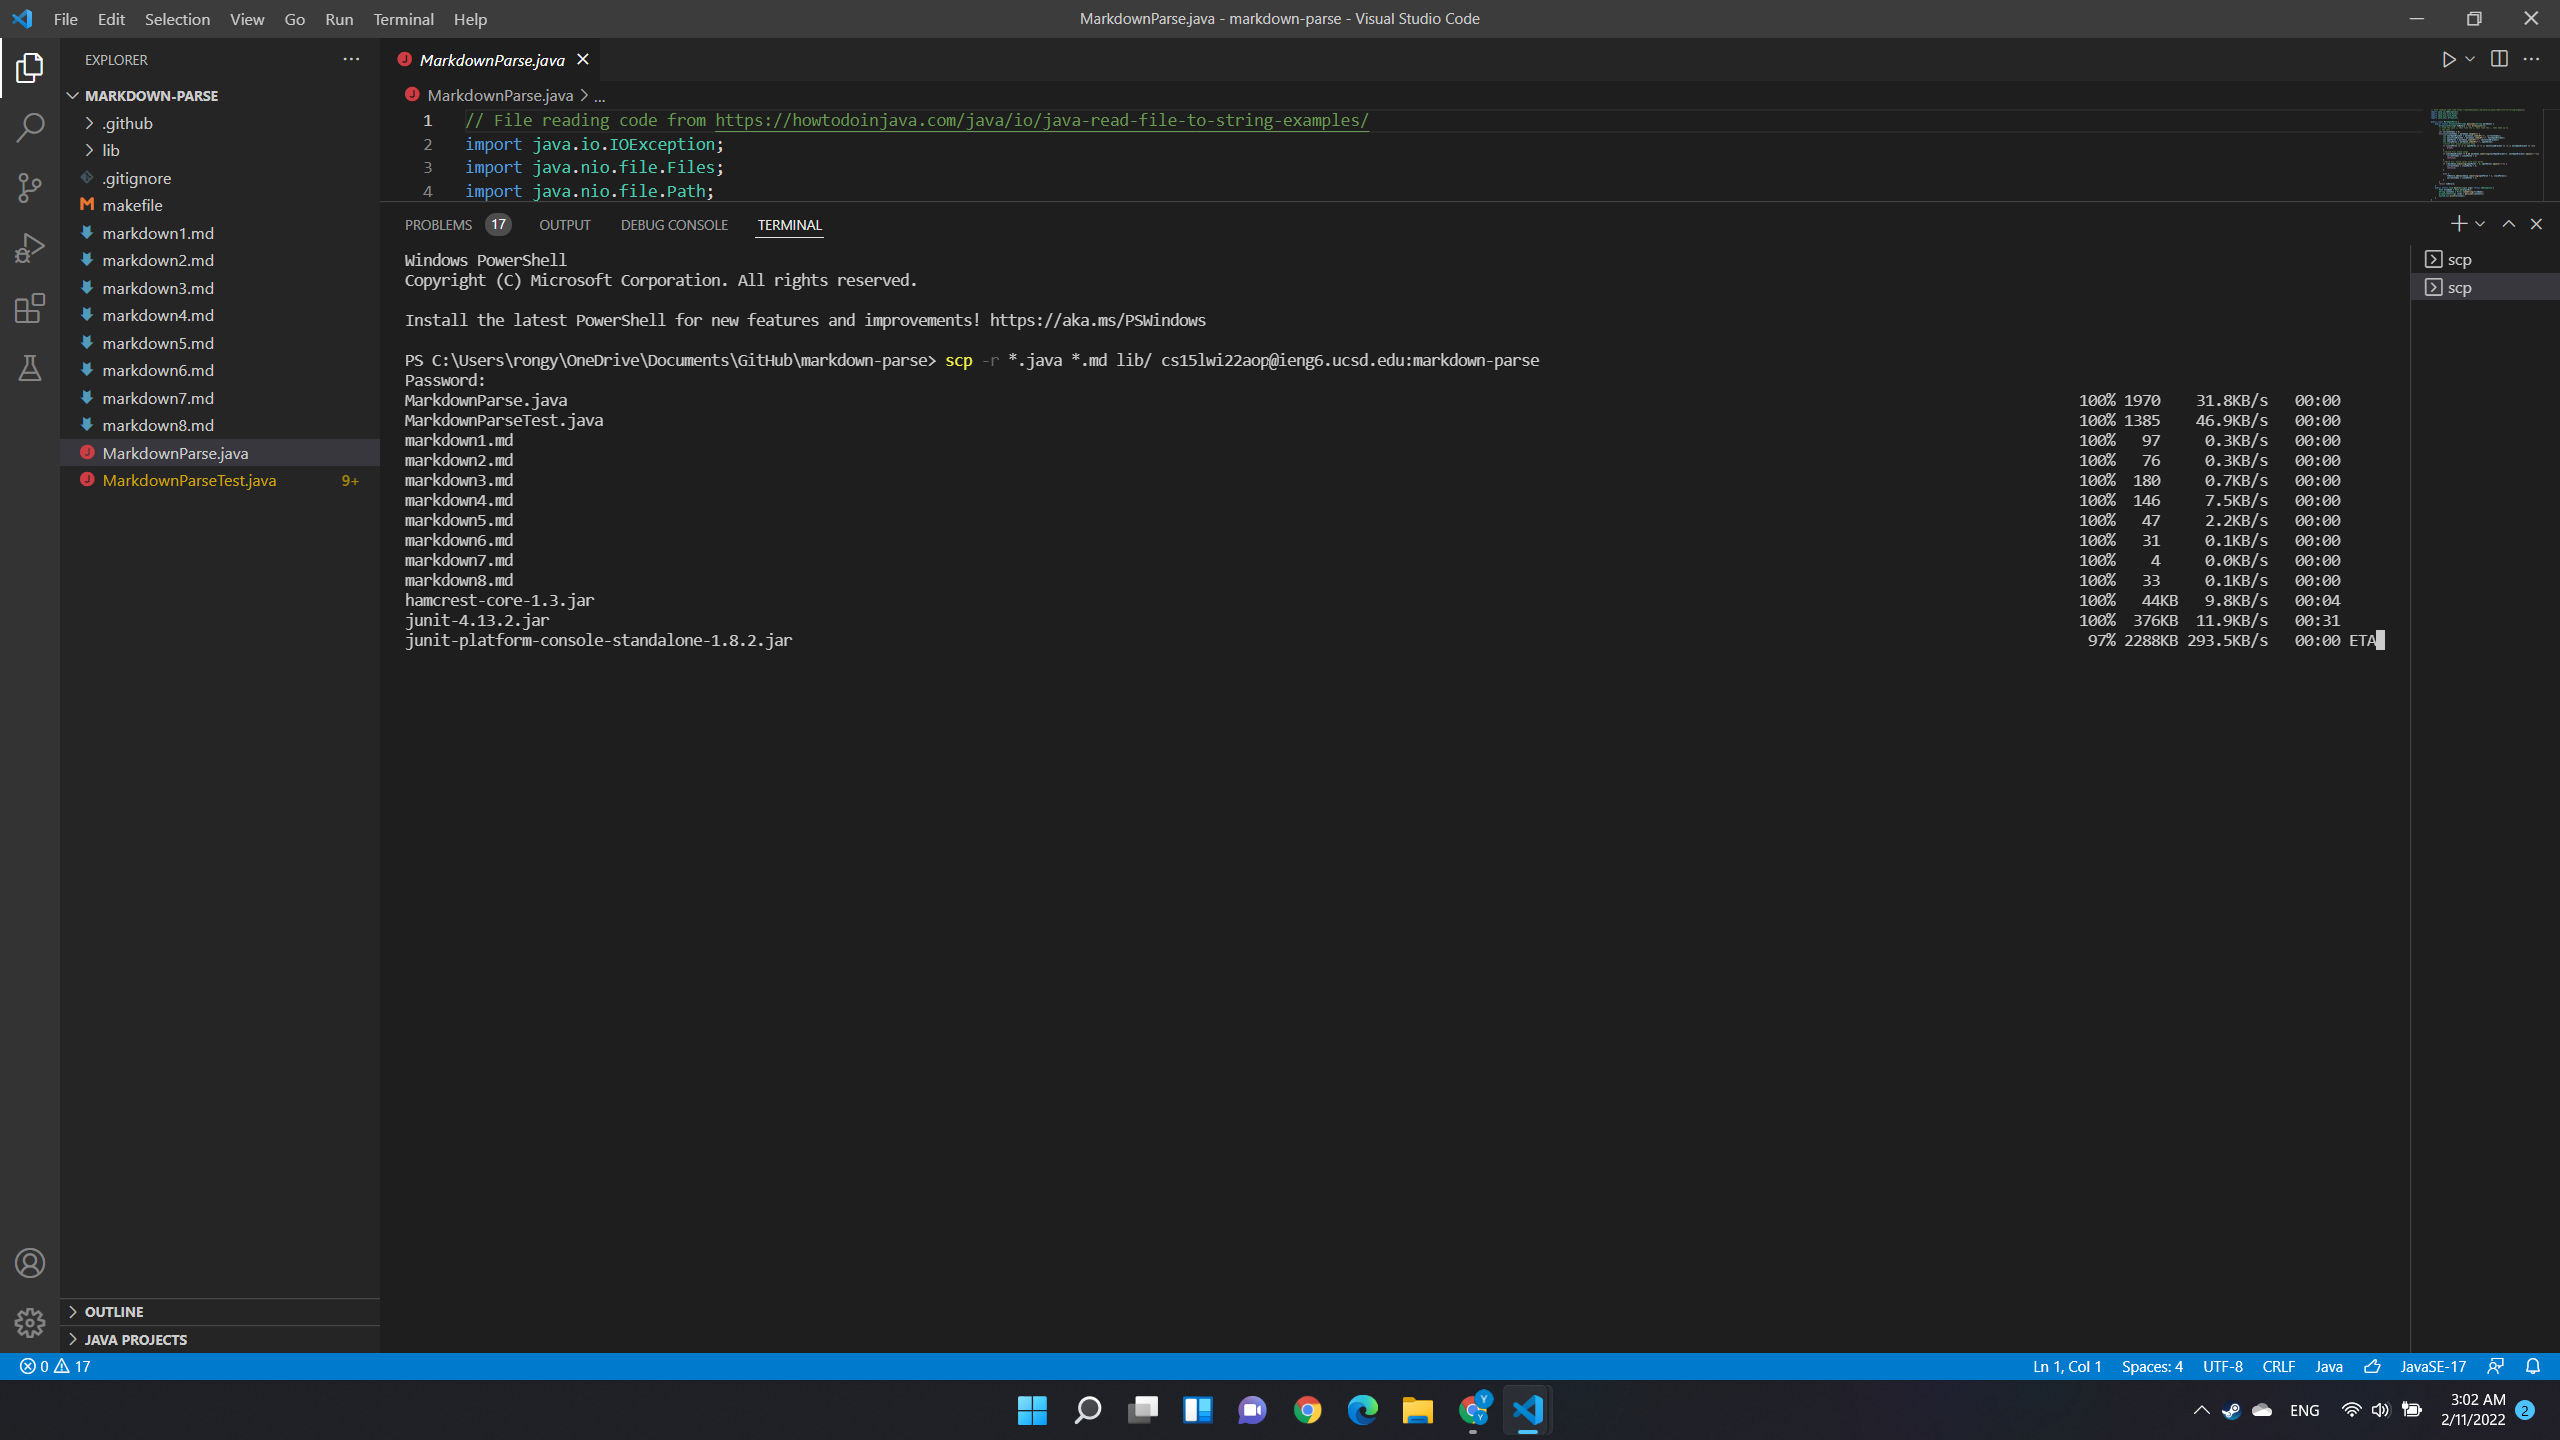 File Edit Selection View Go Run Terminal Help
MarkdownParse.java - markdown-parse - Visual Studio Code
EXPLORER
MARKDOWN-PARSE
.github
lib
.gitignore
makefile
markdown1.md
markdown2.md
markdown3.md
markdown4.md
markdown5.md
markdown6.md
markdown7.md
markdown8.md
MarkdownParse.java
MarkdownParseTest.java 9+
OUTLINE
JAVA PROJECTS
MarkdownParse.java
MarkdownParse.java > ...
1 // File reading code from https://howtodoinjava.com/java/io/java-read-file-to-string-examples/
2 import java.io.IOException;
3 import java.nio.file.Files;
4 import java.nio.file.Path;
PROBLEMS 17 OUTPUT DEBUG CONSOLE TERMINAL
Windows PowerShell
Copyright (C) Microsoft Corporation. All rights reserved.
Install the latest PowerShell for new features and improvements! https://aka.ms/PSWindows
PS C:\Users\rongy\OneDrive\Documents\GitHub\markdown-parse> scp -r *.java *.md lib/ cs15lwi22aop@ieng6.ucsd.edu:markdown-parse
Password:
MarkdownParse.java 100% 1970 31.8KB/s 00:00
MarkdownParseTest.java 100% 1385 46.9KB/s 00:00
markdown1.md 100% 97 0.3KB/s 00:00
markdown2.md 100% 76 0.3KB/s 00:00
markdown3.md 100% 180 0.7KB/s 00:00
markdown4.md 100% 146 7.5KB/s 00:00
markdown5.md 100% 47 2.2KB/s 00:00
markdown6.md 100% 31 0.1KB/s 00:00
markdown7.md 100% 4 0.0KB/s 00:00
markdown8.md 100% 33 0.1KB/s 00:00
hamcrest-core-1.3.jar 100% 44KB 9.8KB/s 00:04
junit-4.13.2.jar 100% 376KB 11.9KB/s 00:31
junit-platform-console-standalone-1.8.2.jar 97% 2288KB 293.5KB/s 00:00 ETA
scp
scp
0 17
Ln 1, Col 1 Spaces: 4 UTF-8 CRLF Java JavaSE-17
ENG
3:02 AM
2/11/2022
2